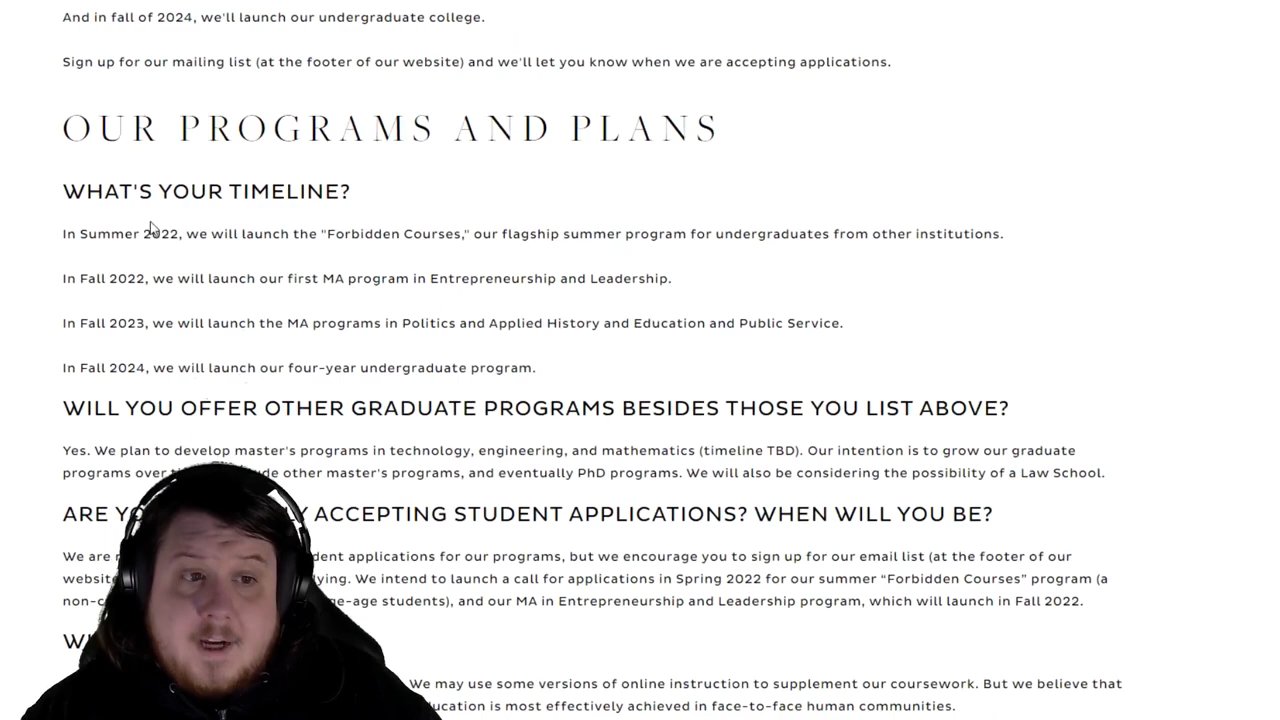 And in fall of 2024, we'll launch our undergraduate college.
Sign up for our mailing list (at the footer of our website) and we'll let you know when we are accepting applications.
OUR PROGRAMS AND PLANS
WHAT'S YOUR TIMELINE?
In Summer 2022, we will launch the "Forbidden Courses," our flagship summer program for undergraduates from other institutions.
In Fall 2022, we will launch our first MA program in Entrepreneurship and Leadership.
In Fall 2023, we will launch the MA programs in Politics and Applied History and Education and Public Service.
In Fall 2024, we will launch our four-year undergraduate program.
WILL YOU OFFER OTHER GRADUATE PROGRAMS BESIDES THOSE YOU LIST ABOVE?
Yes. We plan to develop master's programs in technology, engineering, and mathematics (timeline TBD). Our intention is to grow our graduate
programs over other master's programs, and eventually PhD programs. We will also be considering the possibility of a Law School.
ARE ACCEPTING STUDENT APPLICATIONS? WHEN WILL YOU BE?
We are applications for our programs, but we encourage you to sign up for our email list (at the footer of our
website We intend to launch a call for applications in Spring 2022 for our summer "Forbidden Courses" program (a
students), and our MA in Entrepreneurship and Leadership program, which will launch in Fall 2022.
We may use some versions of online instruction to supplement our coursework. But we believe that
is most effectively achieved in face-to-face human communities.